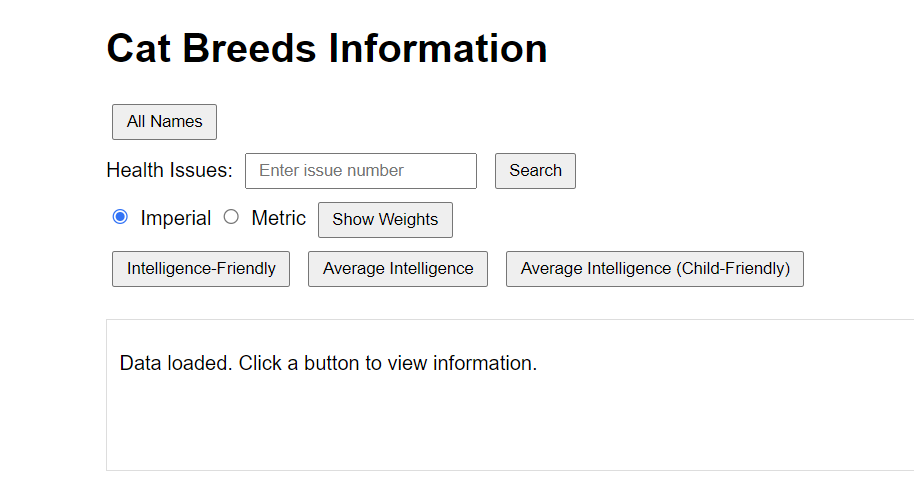 Cat Breeds Information
All Names
Health Issues: Enter issue number Search
Imperial Metric Show Weights
Intelligence-Friendly Average Intelligence Average Intelligence (Child-Friendly)
Data loaded. Click a button to view information.